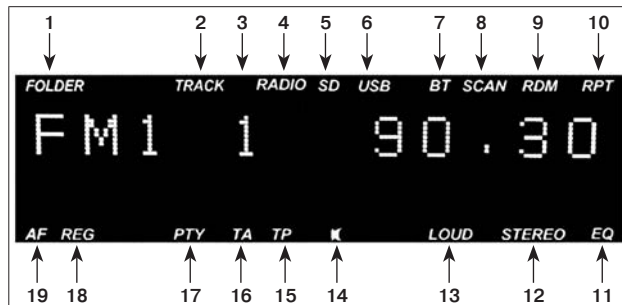 1 2 3 4 5 6 7 8 9 10
FOLDER TRACK RADIO SD USB BT SCAN RDM RPT
FM1 1 90.30
AF REG PTY TA TP LOUD STEREO EQ
19 18 17 16 15 14 13 12 11